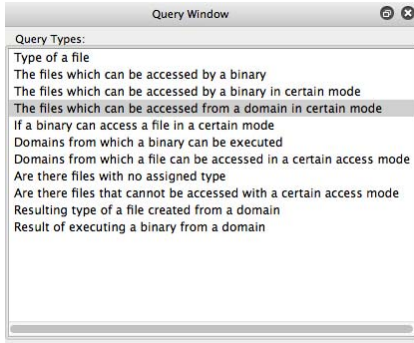 Query Window
Query Types:
Type of a file
The files which can be accessed by a binary
The files which can be accessed by a binary in certain mode
The files which can be accessed from a domain in certain mode
If a binary can access a file in a certain mode
Domains from which a binary can be executed
Domains from which a file can be accessed in a certain access mode
Are there files with no assigned type
Are there files that cannot be accessed with a certain access mode
Resulting type of a file created from a domain
Result of executing a binary from a domain